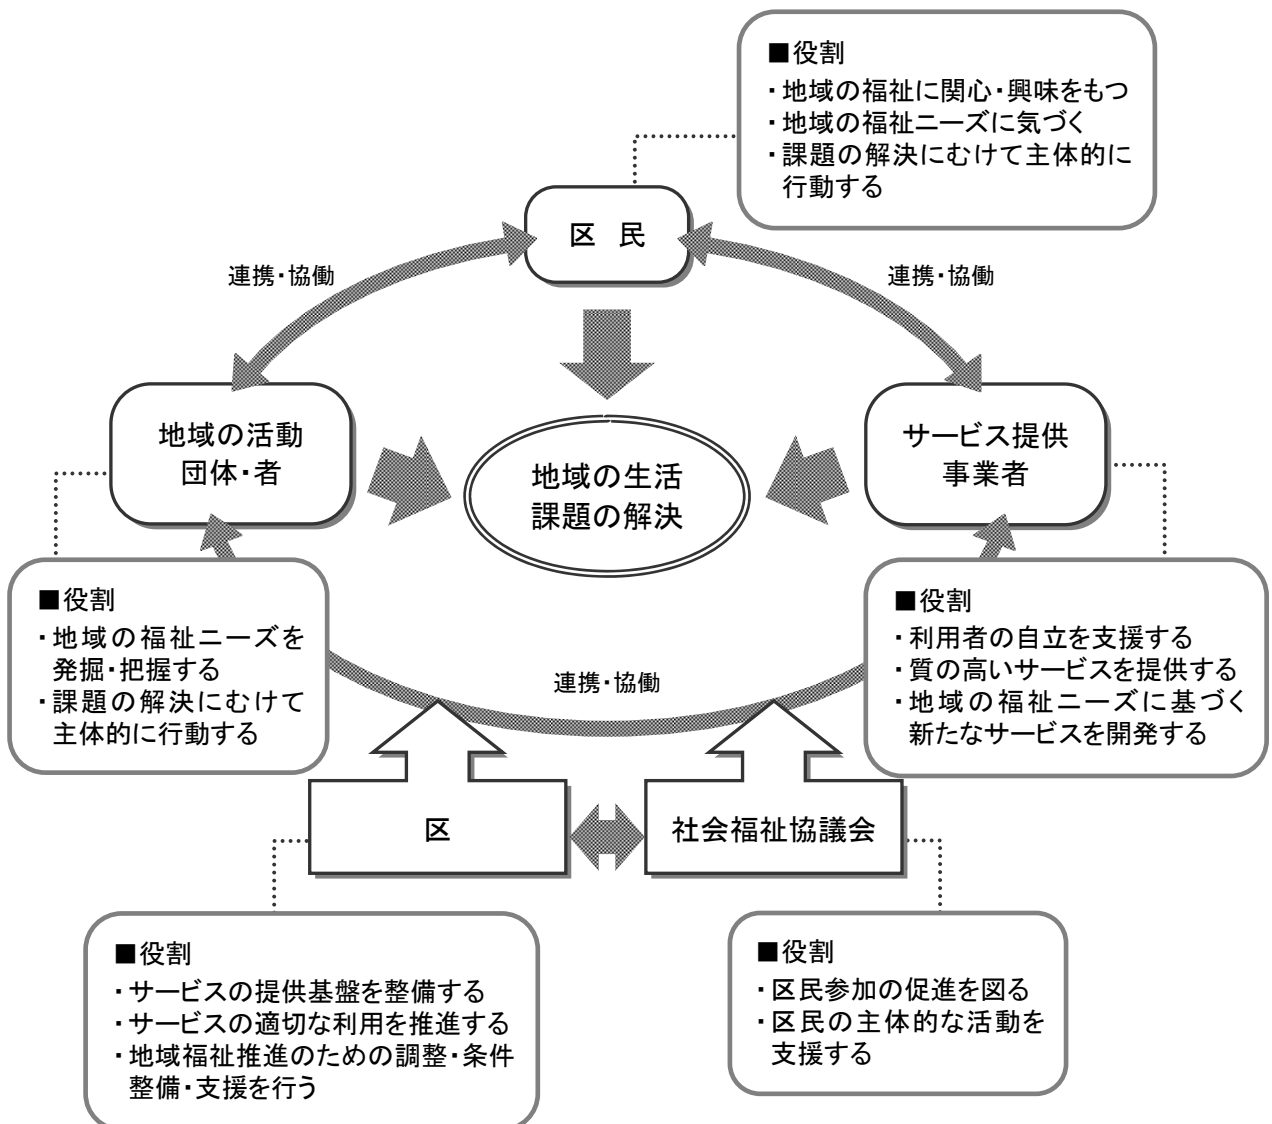 ■役割
・地域の福祉に関心・興味をもつ
・地域の福祉ニーズに気づく
・課題の解決にむけて主体的に
行動する
区 民
連携・協働
連携・協働
地域の活動
団体・者
地域の生活
課題の解決
サービス提供
事業者
■役割
・地域の福祉ニーズを
発掘・把握する
・課題の解決にむけて
主体的に行動する
連携・協働
■役割
・利用者の自立を支援する
・質の高いサービスを提供する
・地域の福祉ニーズに基づく
新たなサービスを開発する
区
社会福祉協議会
■役割
・サービスの提供基盤を整備する
・サービスの適切な利用を推進する
・地域福祉推進のための調整・条件
整備・支援を行う
■役割
・区民参加の促進を図る
・区民の主体的な活動を
支援する